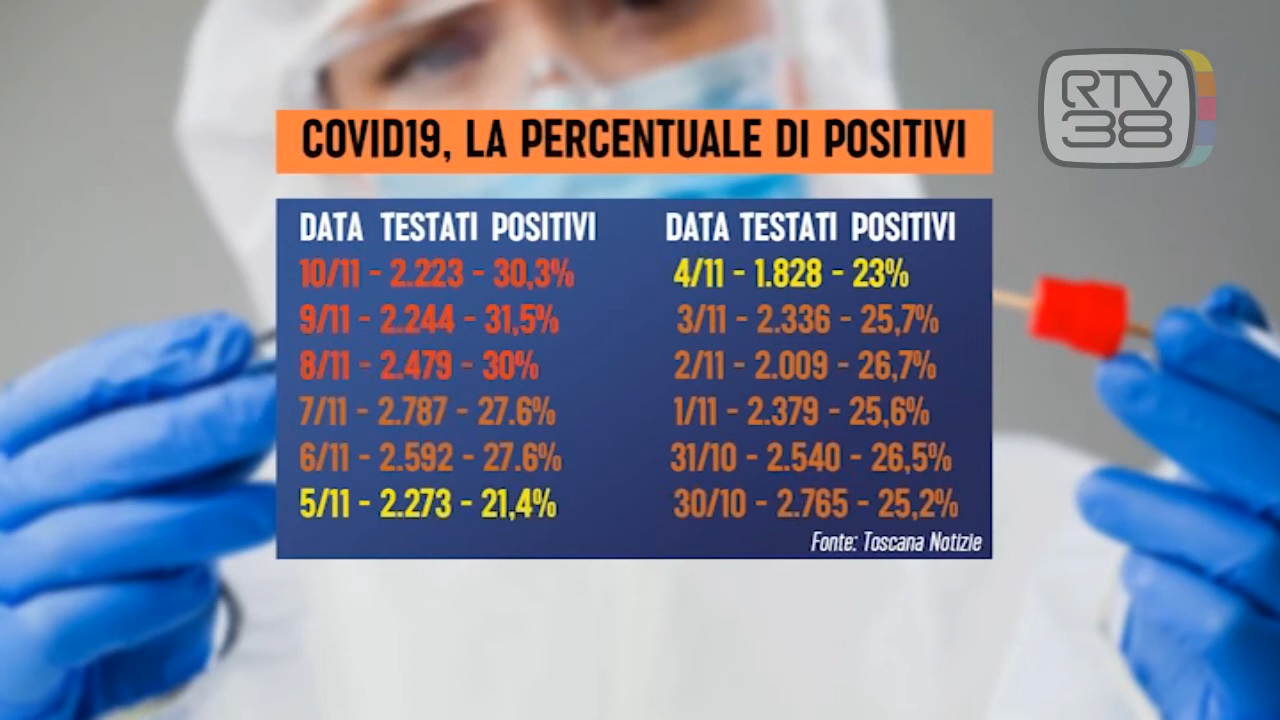 RTV
38
COVID19, LA PERCENTUALE DI POSITIVI
DATA TESTATI POSITIVI
10/11 - 2.223 - 30,3%
9/11 - 2.244 - 31,5%
8/11 - 2.479 - 30%
7/11 - 2.787 - 27.6%
6/11 - 2.592 - 27.6%
5/11 - 2.273 - 21,4%
DATA TESTATI POSITIVI
4/11 - 1.828 - 23%
3/11 - 2.336 - 25,7%
2/11 - 2.009 - 26,7%
1/11 - 2.379 - 25,6%
31/10 - 2.540 - 26,5%
30/10 - 2.765 - 25,2%
Fonte: Toscana Notizie